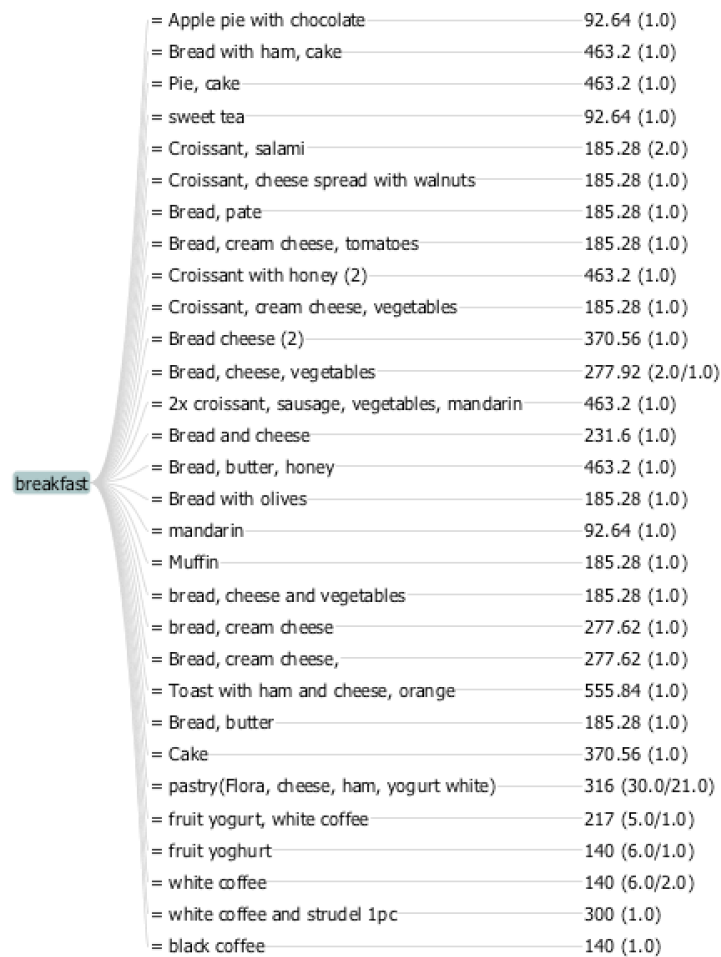 = Apple pie with chocolate 92.64 (1.0)
= Bread with ham, cake 463.2 (1.0)
= Pie, cake 463.2 (1.0)
= sweet tea 92.64 (1.0)
= Croissant, salami 185.28 (2.0)
= Croissant, cheese spread with walnuts 185.28 (1.0)
= Bread, pate 185.28 (1.0)
= Bread, cream cheese, tomatoes 185.28 (1.0)
= Croissant with honey (2) 463.2 (1.0)
= Croissant, cream cheese, vegetables 185.28 (1.0)
= Bread cheese (2) 370.56 (1.0)
= Bread, cheese, vegetables 277.92 (2.0/1.0)
= 2x croissant, sausage, vegetables, mandarin 463.2 (1.0)
= Bread and cheese 231.6 (1.0)
= Bread, butter, honey 463.2 (1.0)
breakfast
= Bread with olives 185.28 (1.0)
= mandarin 92.64 (1.0)
= Muffin 185.28 (1.0)
= bread, cheese and vegetables 185.28 (1.0)
= bread, cream cheese 277.62 (1.0)
= Bread, cream cheese, 277.62 (1.0)
= Toast with ham and cheese, orange 555.84 (1.0)
= Bread, butter 185.28 (1.0)
= Cake 370.56 (1.0)
= pastry(Flora, cheese, ham, yogurt white) 316 (30.0/21.0)
= fruit yogurt, white coffee 217 (5.0/1.0)
= fruit yoghurt 140 (6.0/1.0)
= white coffee 140 (6.0/2.0)
= white coffee and strudel 1pc 300 (1.0)
= black coffee 140 (1.0)